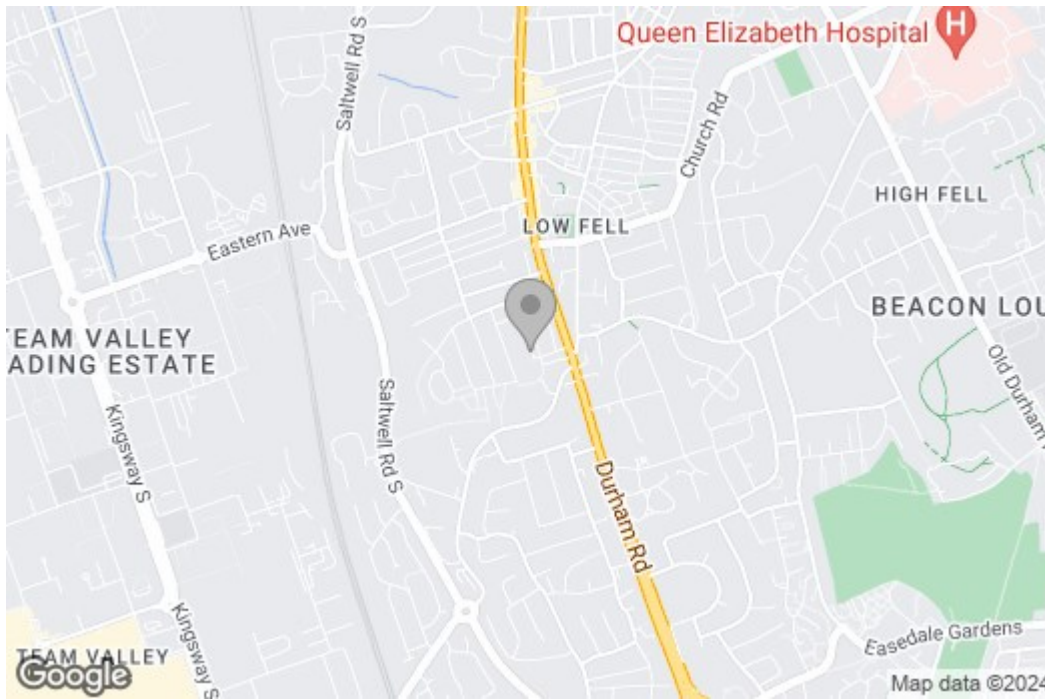 Queen Elizabeth Hospital
H
Saltwell Rd S
Church Rd
HIGH FELL
LOW FELL
Eastern Ave
BEACON LOU
TEAM VALLEY
ADING ESTATE
Old Durham
Kingsway S
Saltwell Rd S
Durham Rd
Easedale Gardens
Kingsway S
TEAM VALLEY
Google
Map data ©2024